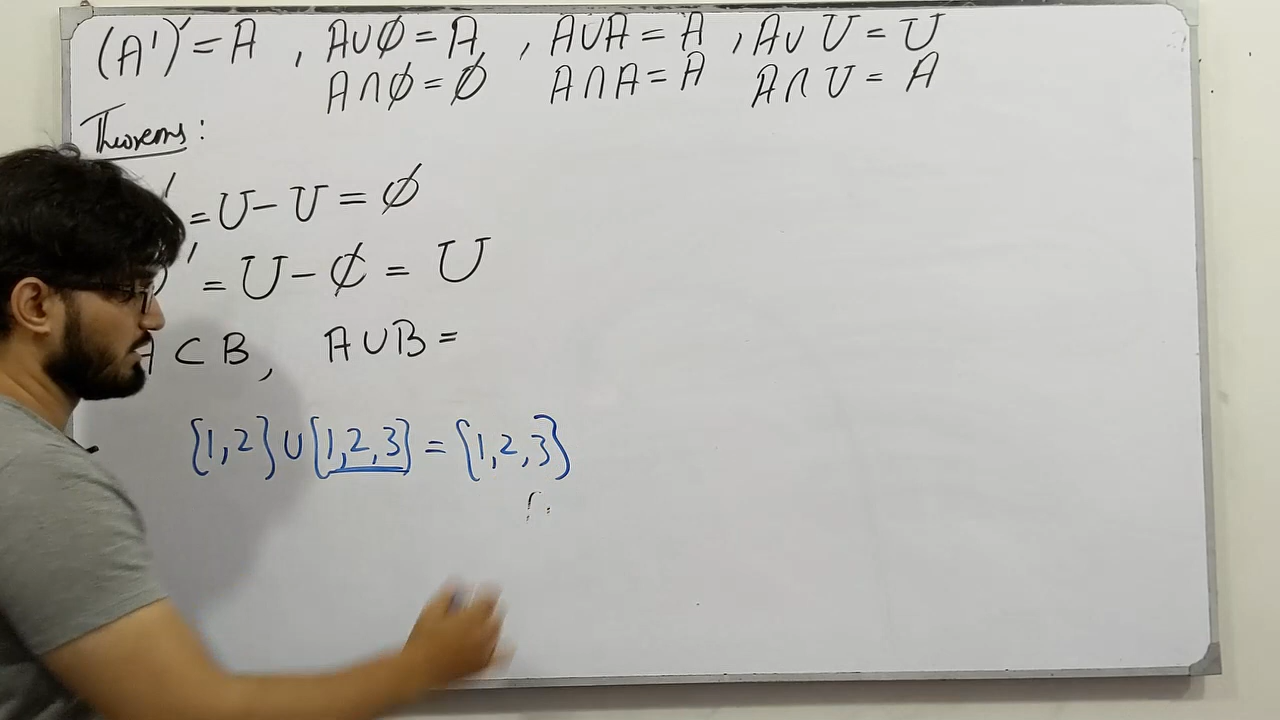 (A')' = A , A∪∅ = A , A∪A = A , A∪U = U
A∩∅ = ∅ A∩A = A A∩U = A
Theorems :
' = U − U = ∅
' = U − ∅ = U
A ⊂ B , A∪B =
{1,2} ∪ {1,2,3} = {1,2,3}